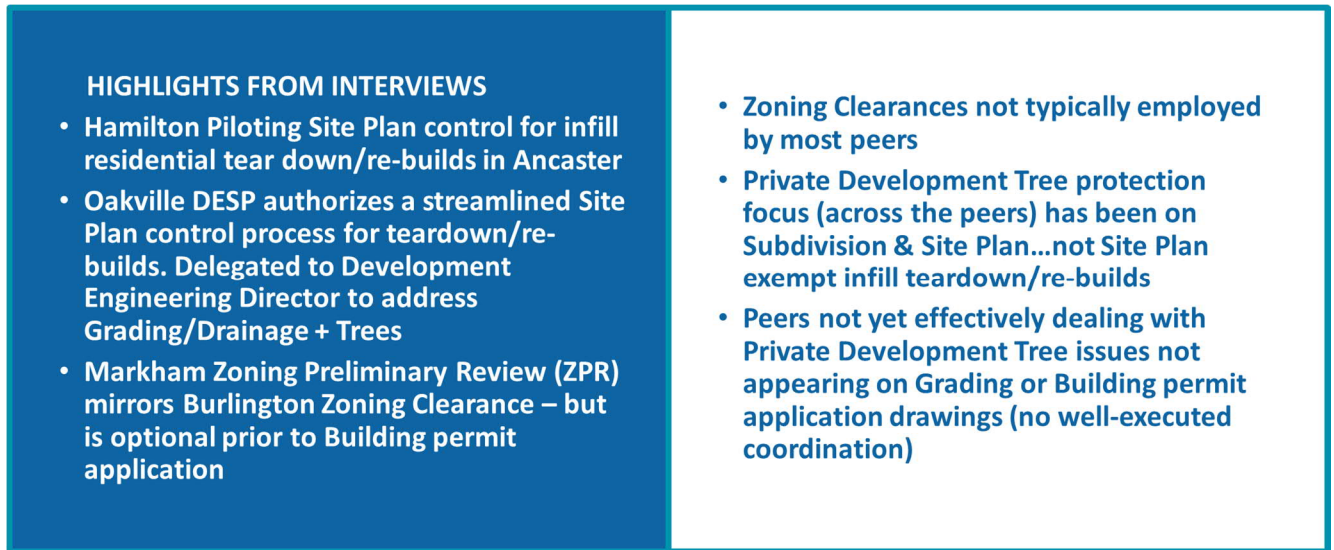 HIGHLIGHTS FROM INTERVIEWS
• Hamilton Piloting Site Plan control for infill
residential tear down/re-builds in Ancaster
• Oakville DESP authorizes a streamlined Site
Plan control process for teardown/re-
builds. Delegated to Development
Engineering Director to address
Grading/Drainage + Trees
• Markham Zoning Preliminary Review (ZPR)
mirrors Burlington Zoning Clearance – but
is optional prior to Building permit
application
• Zoning Clearances not typically employed
by most peers
• Private Development Tree protection
focus (across the peers) has been on
Subdivision & Site Plan…not Site Plan
exempt infill teardown/re-builds
• Peers not yet effectively dealing with
Private Development Tree issues not
appearing on Grading or Building permit
application drawings (no well-executed
coordination)